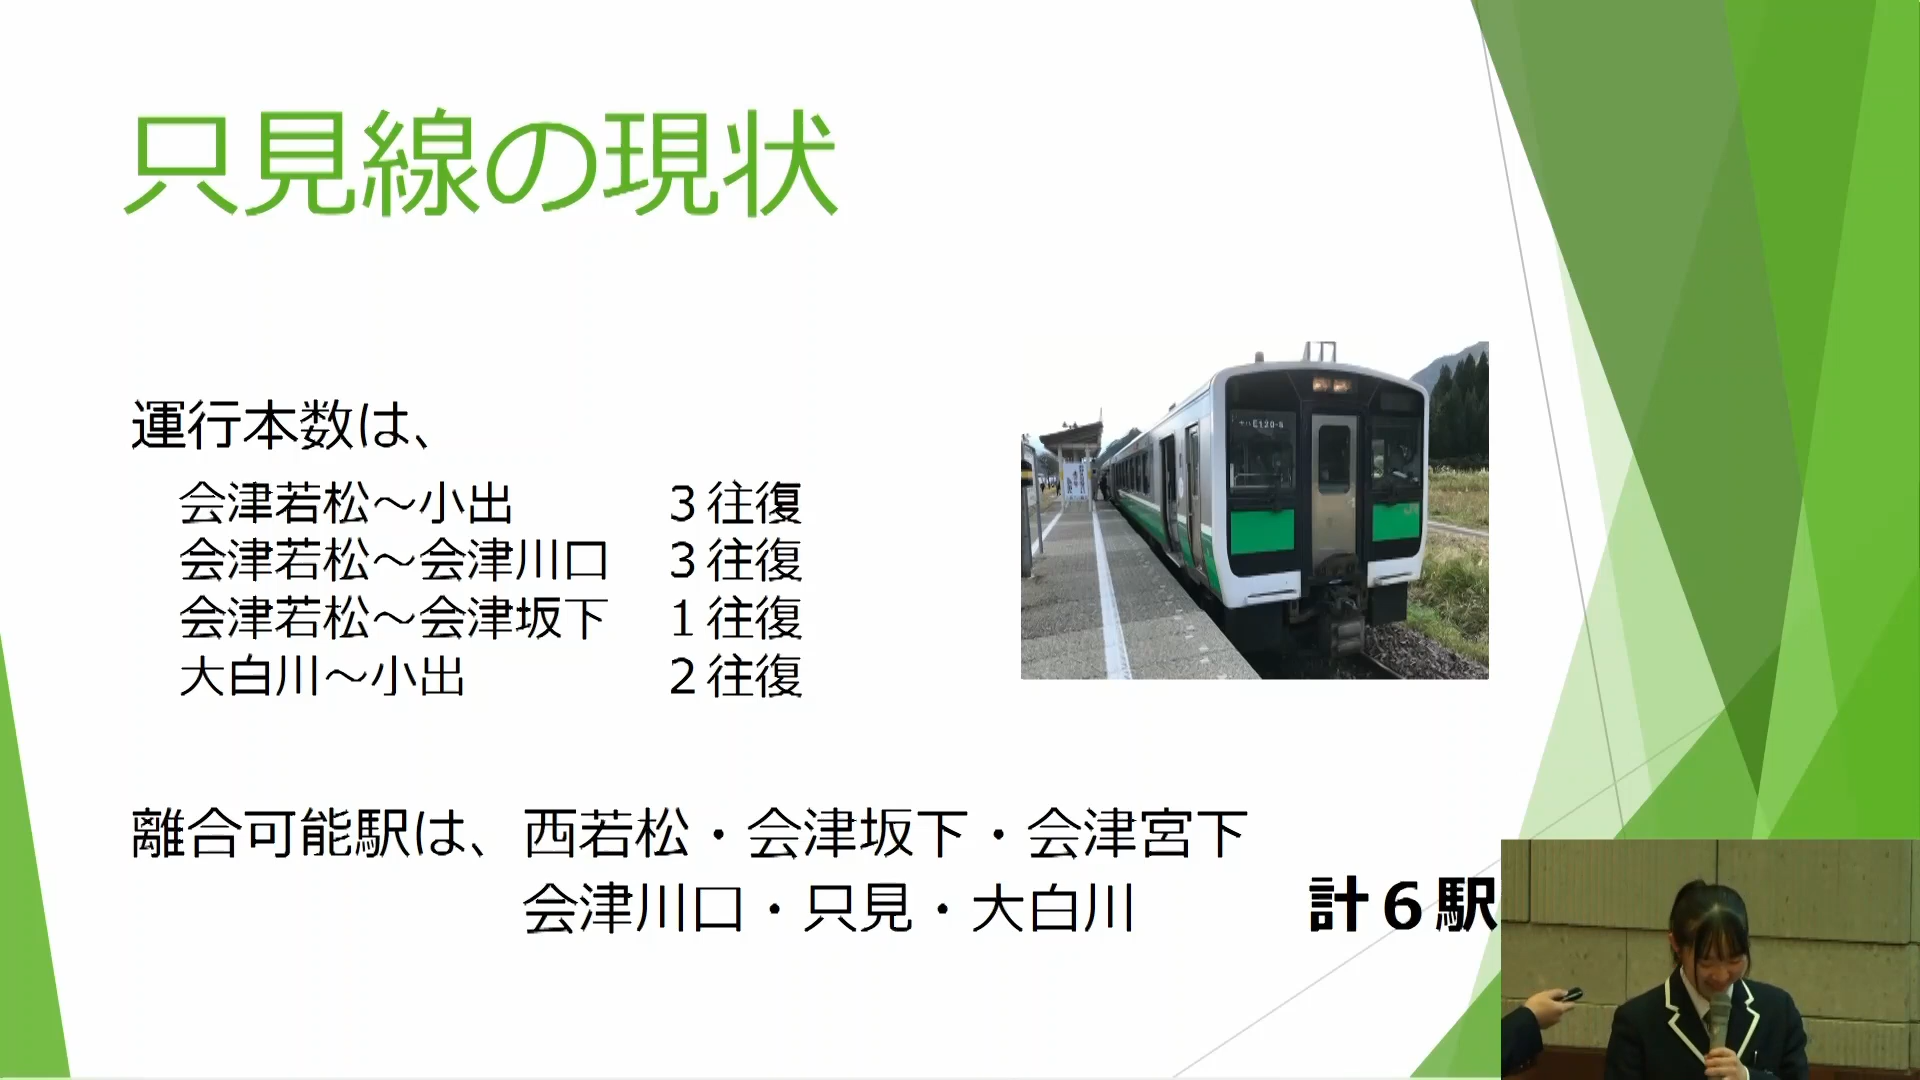 只見線の現状
運行本数は、
会津若松～小出 ３往復
会津若松～会津川口 ３往復
会津若松～会津坂下 １往復
大白川～小出 ２往復
離合可能駅は、西若松・会津坂下・会津宮下
会津川口・只見・大白川 計６駅
E120-